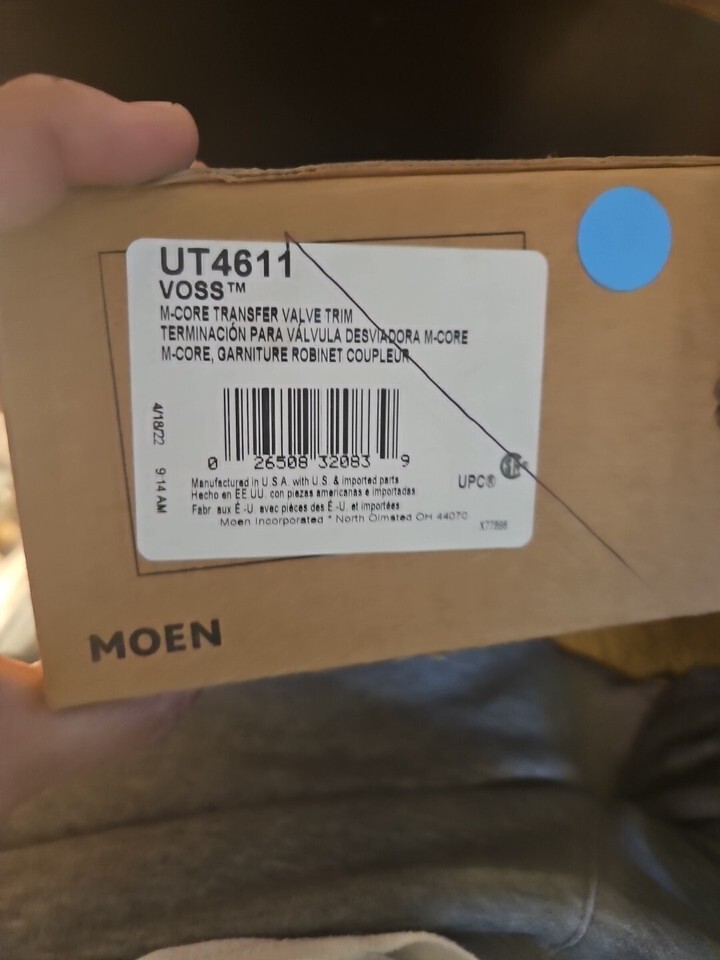 UT4611
VOSS™
M-CORE TRANSFER VALVE TRIM
TERMINACIÓN PARA VÁLVULA DESVIADORA M-CORE
M-CORE, GARNITURE ROBINET COUPLEUR
4/18/22 9:14 AM
0 26508 32083 9
Manufactured in U.S.A. with U.S. & imported parts
Hecho en EE.UU. con piezas americanas e importadas
Fabr. aux É.-U. avec pièces des É.-U. et importées
Moen Incorporated * North Olmsted OH 44070
UPC®
MOEN